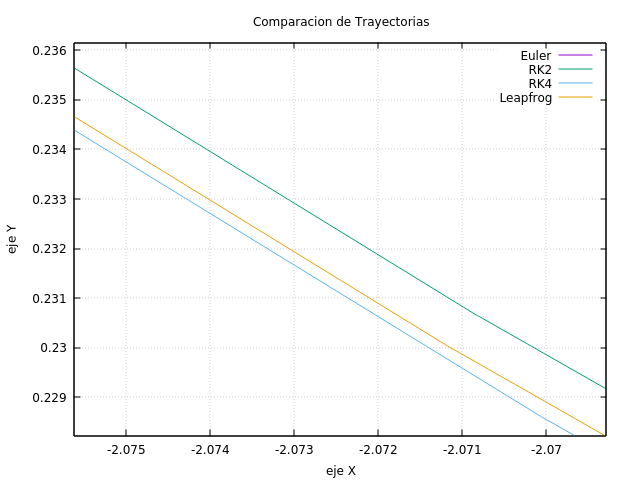 Comparacion de Trayectorias
Euler
RK2
RK4
Leapfrog
0.236
0.235
0.234
0.233
0.232
0.231
0.23
0.229
eje Y
-2.075
-2.074
-2.073
-2.072
-2.071
-2.07
eje X